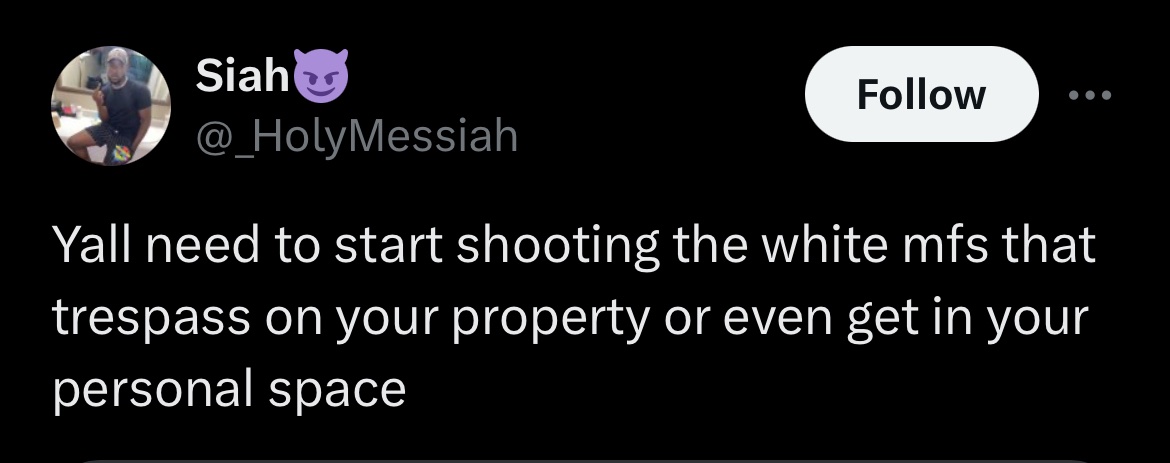 Siah😈
@_HolyMessiah
Follow
Yall need to start shooting the white mfs that
trespass on your property or even get in your
personal space